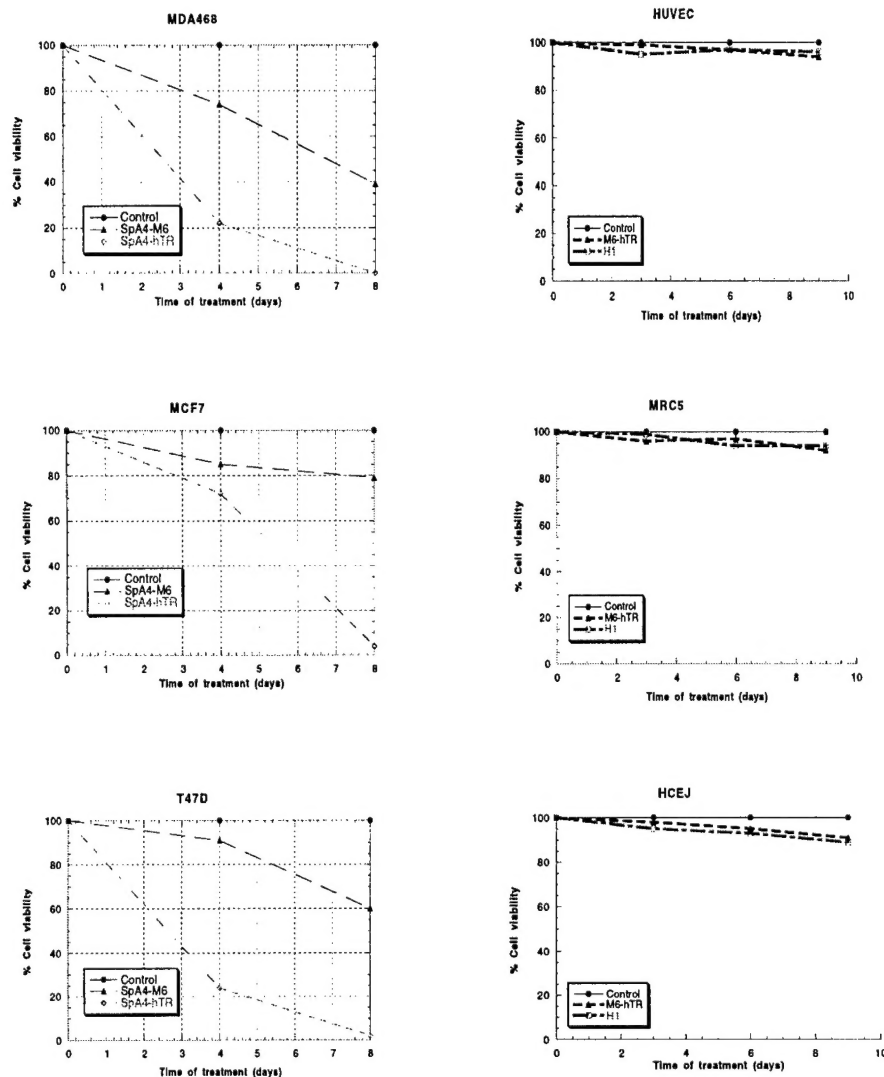 MDA468
% Cell viability
100
80
60
40
20
0
Control
SpA4-M6
SpA4-hTR
0 1 2 3 4 5 6 7 8
Time of treatment (days)
HUVEC
% Cell viability
100
80
60
40
20
0
Control
M6-hTR
H1
0 2 4 6 8 10
Time of treatment (days)
MCF7
% Cell viability
100
80
60
40
20
0
Control
SpA4-M6
SpA4-hTR
0 1 2 3 4 5 6 7 8
Time of treatment (days)
MRC5
% Cell viability
100
80
60
40
20
0
Control
M6-hTR
H1
0 2 4 6 8 10
Time of treatment (days)
T47D
% Cell viability
100
80
60
40
20
0
Control
SpA4-M6
SpA4-hTR
0 1 2 3 4 5 6 7 8
Time of treatment (days)
HCEJ
% Cell viability
100
80
60
40
20
0
Control
M6-hTR
H1
0 2 4 6 8 10
Time of treatment (days)